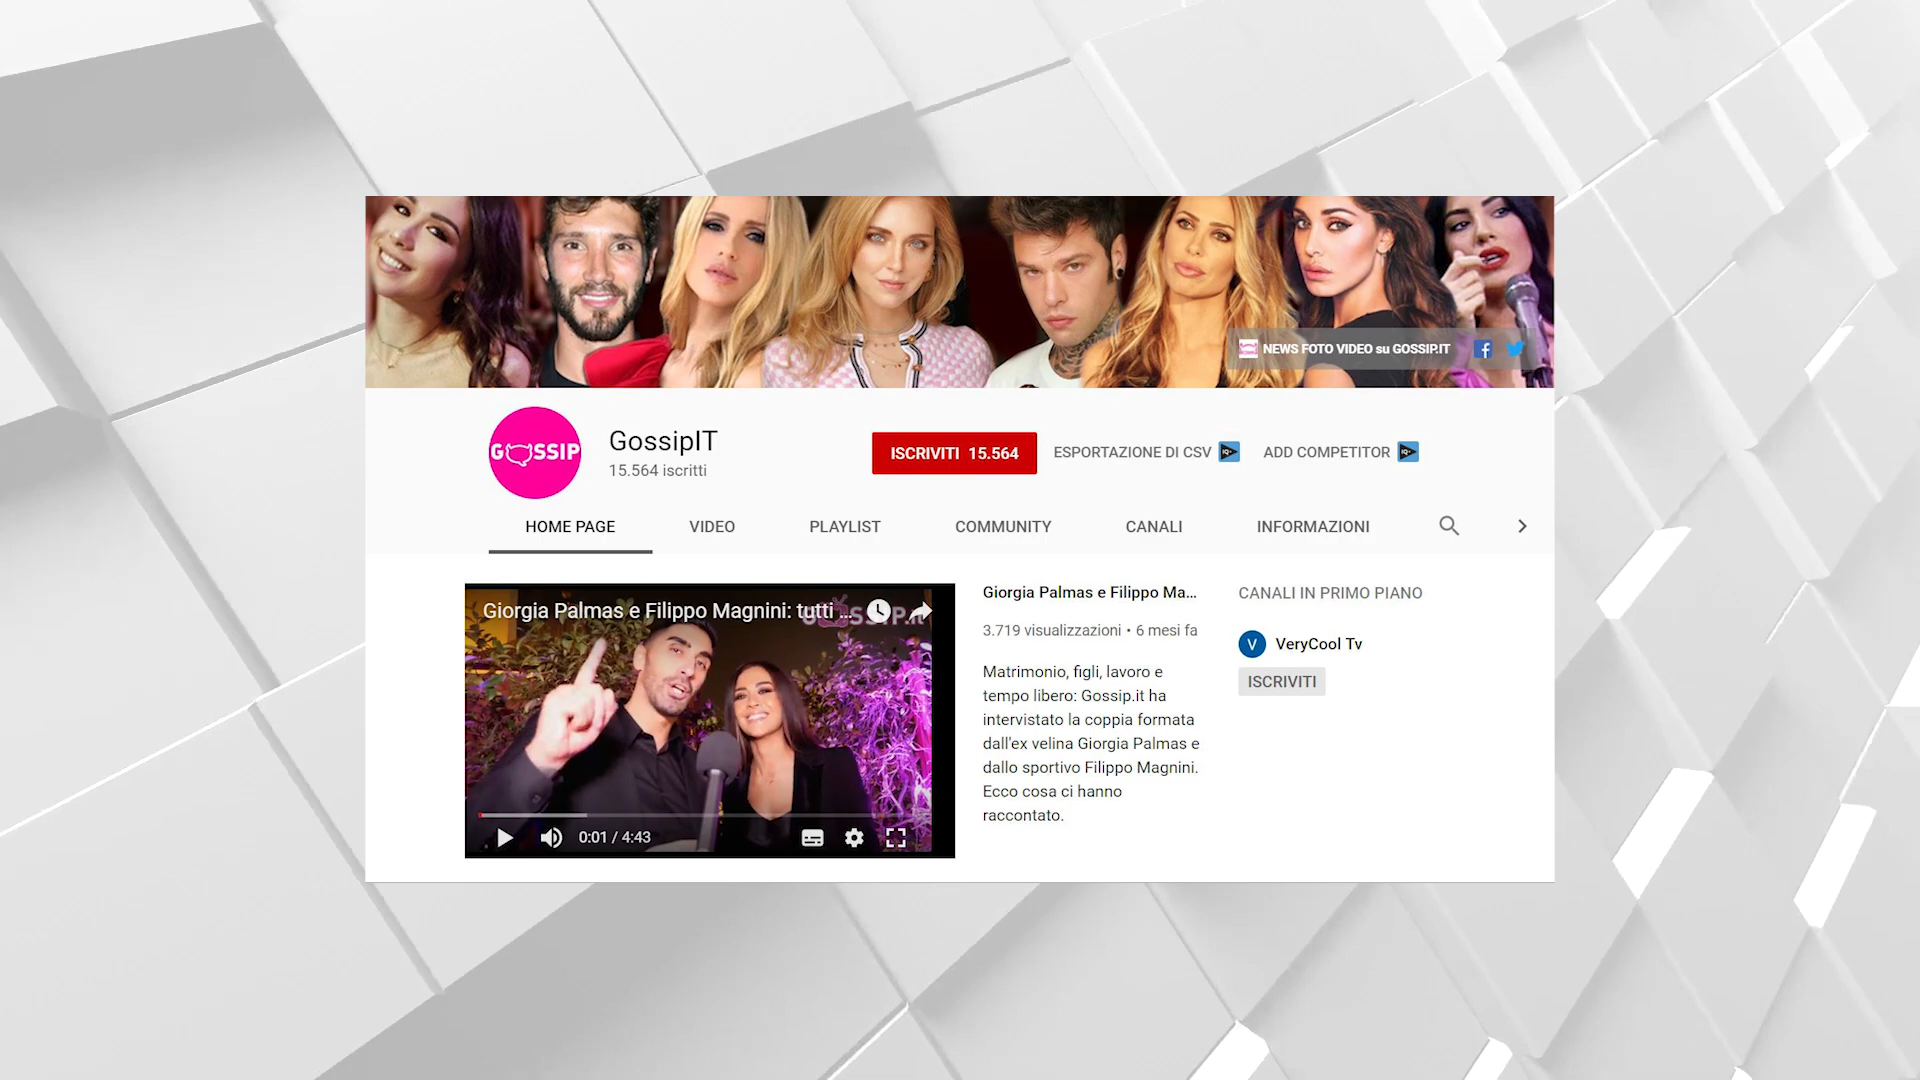 NEWS FOTO VIDEO su GOSSIP.IT
GOSSIP
GossipIT
15.564 iscritti
ISCRIVITI 15.564
ESPORTAZIONE DI CSV
IQ
ADD COMPETITOR
IQ
HOME PAGE
VIDEO
PLAYLIST
COMMUNITY
CANALI
INFORMAZIONI
Giorgia Palmas e Filippo Magnini: tutti ...
GOSSIP.it
0:01 / 4:43
Giorgia Palmas e Filippo Ma...
3.719 visualizzazioni • 6 mesi fa
Matrimonio, figli, lavoro e
tempo libero: Gossip.it ha
intervistato la coppia formata
dall'ex velina Giorgia Palmas e
dallo sportivo Filippo Magnini.
Ecco cosa ci hanno
raccontato.
CANALI IN PRIMO PIANO
V
VeryCool Tv
ISCRIVITI